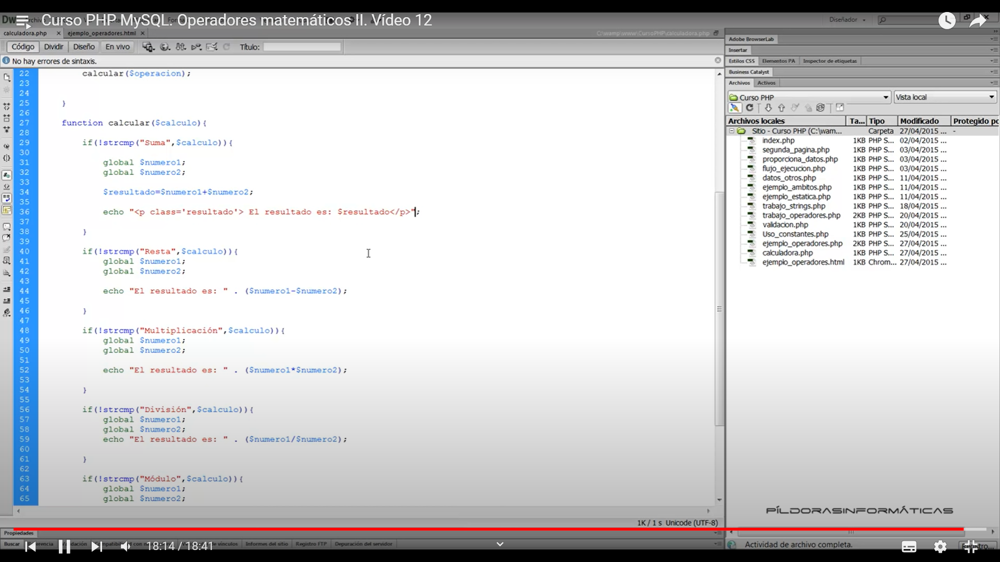 Curso PHP MySQL. Operadores matemáticos II. Vídeo 12
Dw
Diseñador
calculadora.php
ejemplo_operadores.html
C:\wamp\www\CursoPHP\calculadora.php
Código Dividir Diseño En vivo Título:
No hay errores de sintaxis.
22 calcular($operacion);
23
24
25 }
26
27 function calcular($calculo){
28
29 if(!strcmp("Suma",$calculo)){
30
31 global $numero1;
32 global $numero2;
33
34 $resultado=$numero1+$numero2;
35
36 echo "<p class='resultado'> El resultado es: $resultado</p>";
37
38 }
39
40 if(!strcmp("Resta",$calculo)){
41 global $numero1;
42 global $numero2;
43
44 echo "El resultado es: " . ($numero1-$numero2);
45
46 }
47
48 if(!strcmp("Multiplicación",$calculo)){
49 global $numero1;
50 global $numero2;
51
52 echo "El resultado es: " . ($numero1*$numero2);
53
54 }
55
56 if(!strcmp("División",$calculo)){
57 global $numero1;
58 global $numero2;
59 echo "El resultado es: " . ($numero1/$numero2);
60
61 }
62
63 if(!strcmp("Módulo",$calculo)){
64 global $numero1;
65 global $numero2;
1K / 1 s Unicode (UTF-8)
Propiedades
Buscar
Informes del sitio
Registro FTP
Depuración del servidor
18:14 / 18:41
Adobe BrowserLab
Insertar
Estilos CSS Elementos PA Inspector de etiquetas
Business Catalyst
Archivos Activos
Curso PHP Vista local
Archivos locales Ta... Tipo Modificado Protegido po
Sitio - Curso PHP (C:\wam... Carpeta 27/04/2015 ... -
index.php 1KB PHP S... 02/04/2015 ...
segunda_pagina.php 1KB PHP S... 03/04/2015 ...
proporciona_datos.php 1KB PHP S... 03/04/2015 ...
flujo_ejecucion.php 1KB PHP S... 03/04/2015 ...
datos_otros.php 1KB PHP S... 11/04/2015 ...
ejemplo_ambitos.php 1KB PHP S... 11/04/2015 ...
ejemplo_estatica.php 1KB PHP S... 11/04/2015 ...
trabajo_strings.php 1KB PHP S... 18/04/2015 ...
trabajo_operadores.php 2KB PHP S... 20/04/2015 ...
validacion.php 1KB PHP S... 20/04/2015 ...
Uso_constantes.php 1KB PHP S... 25/04/2015 ...
ejemplo_operadores.php 2KB PHP S... 27/04/2015 ...
calculadora.php 1KB PHP S... 27/04/2015 ...
ejemplo_operadores.html 1KB Chrom... 27/04/2015 ...
PÍLDORASINFORMÁTICAS
Actividad de archivo completa.